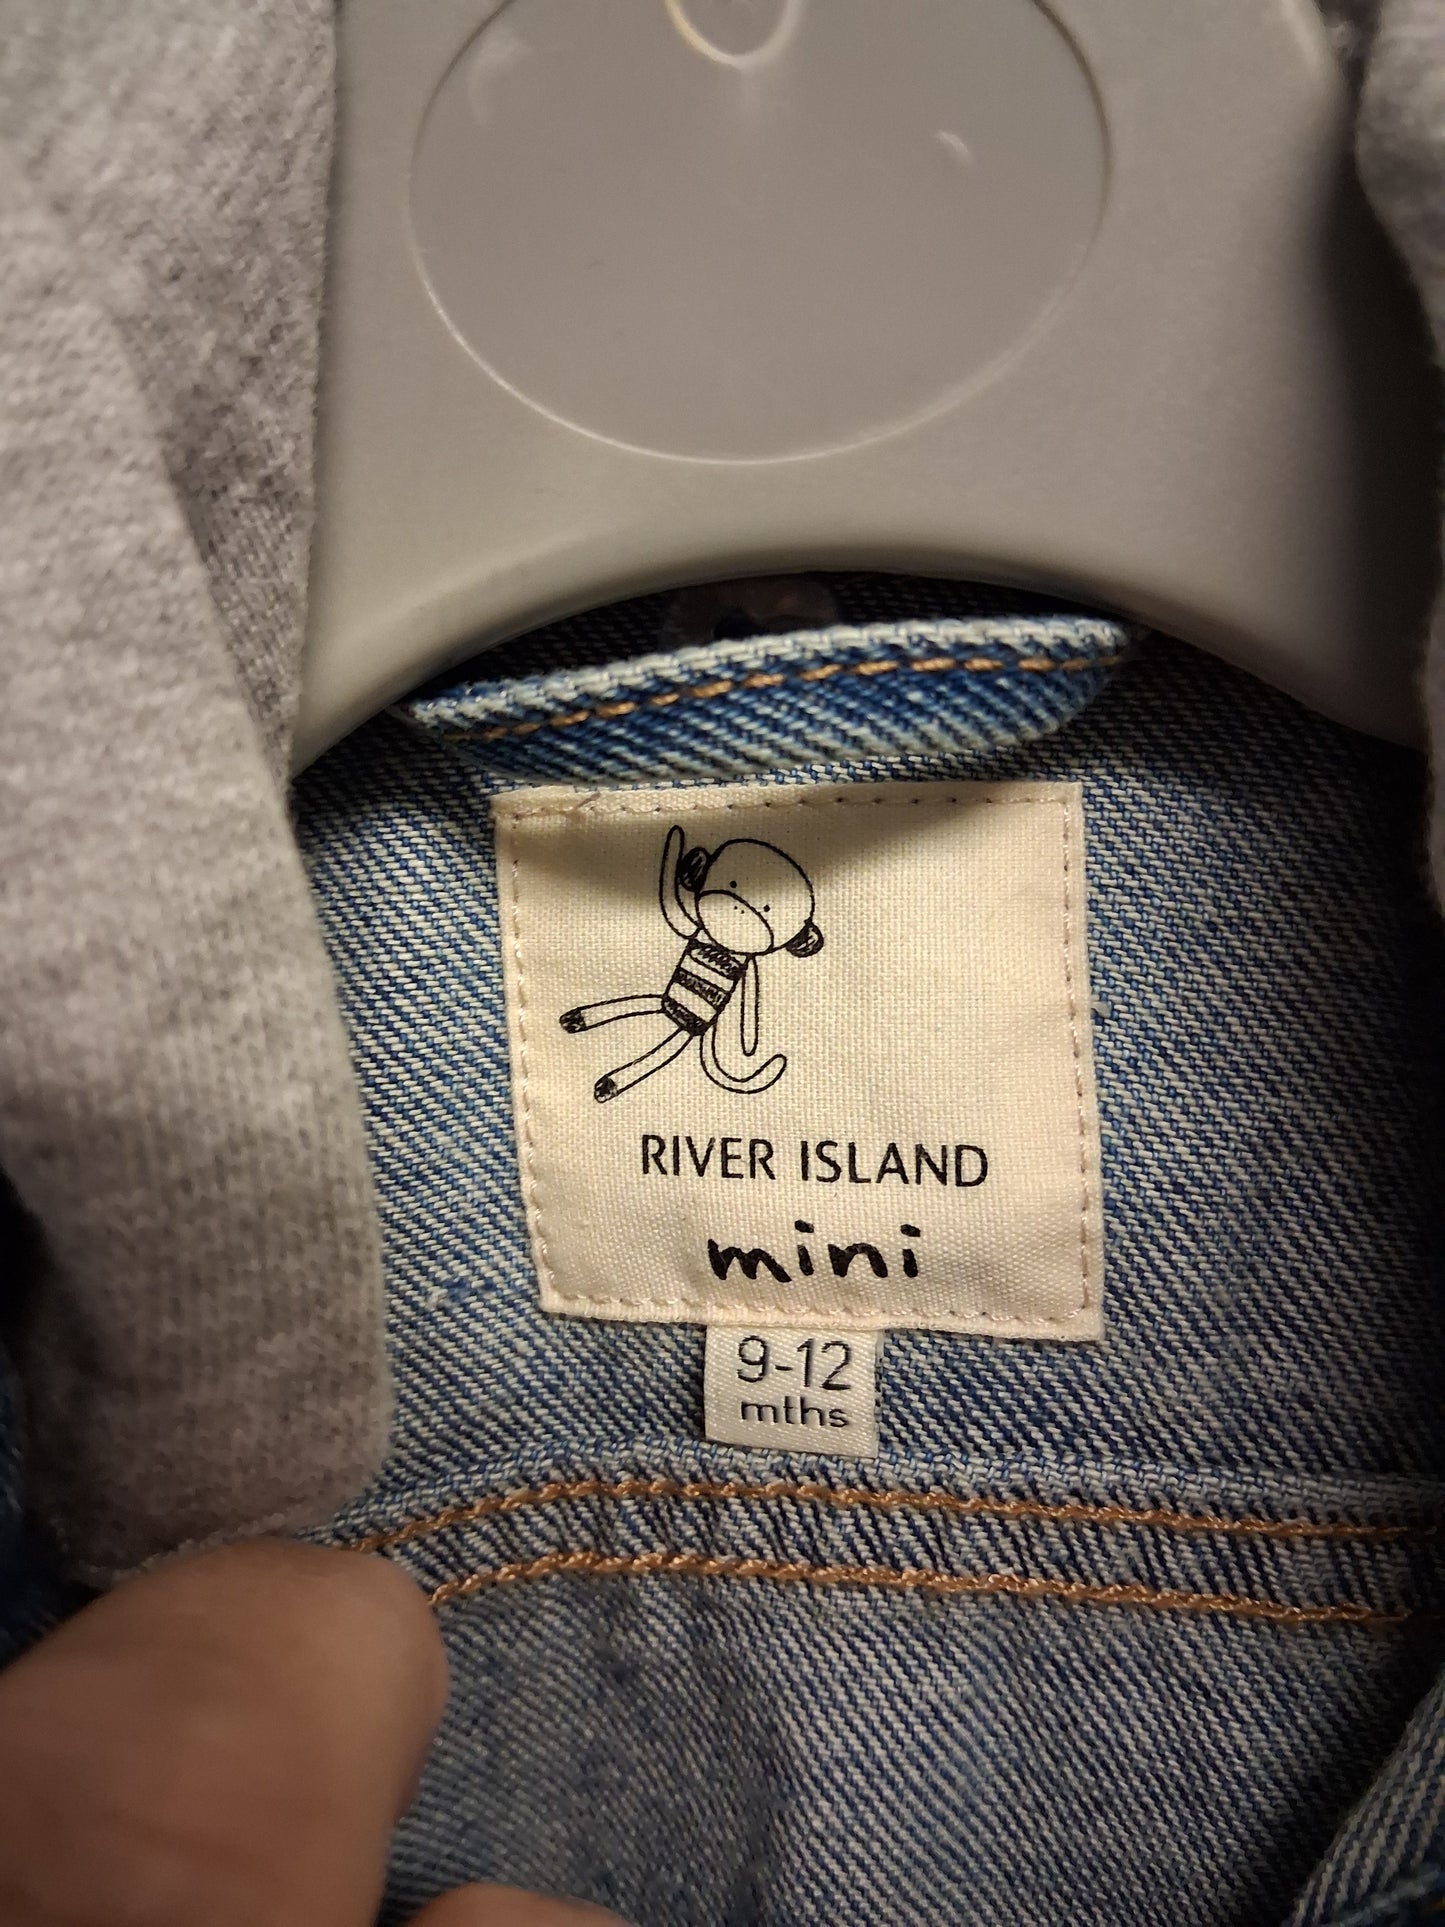 RIVER ISLAND
mini
9-12
mths